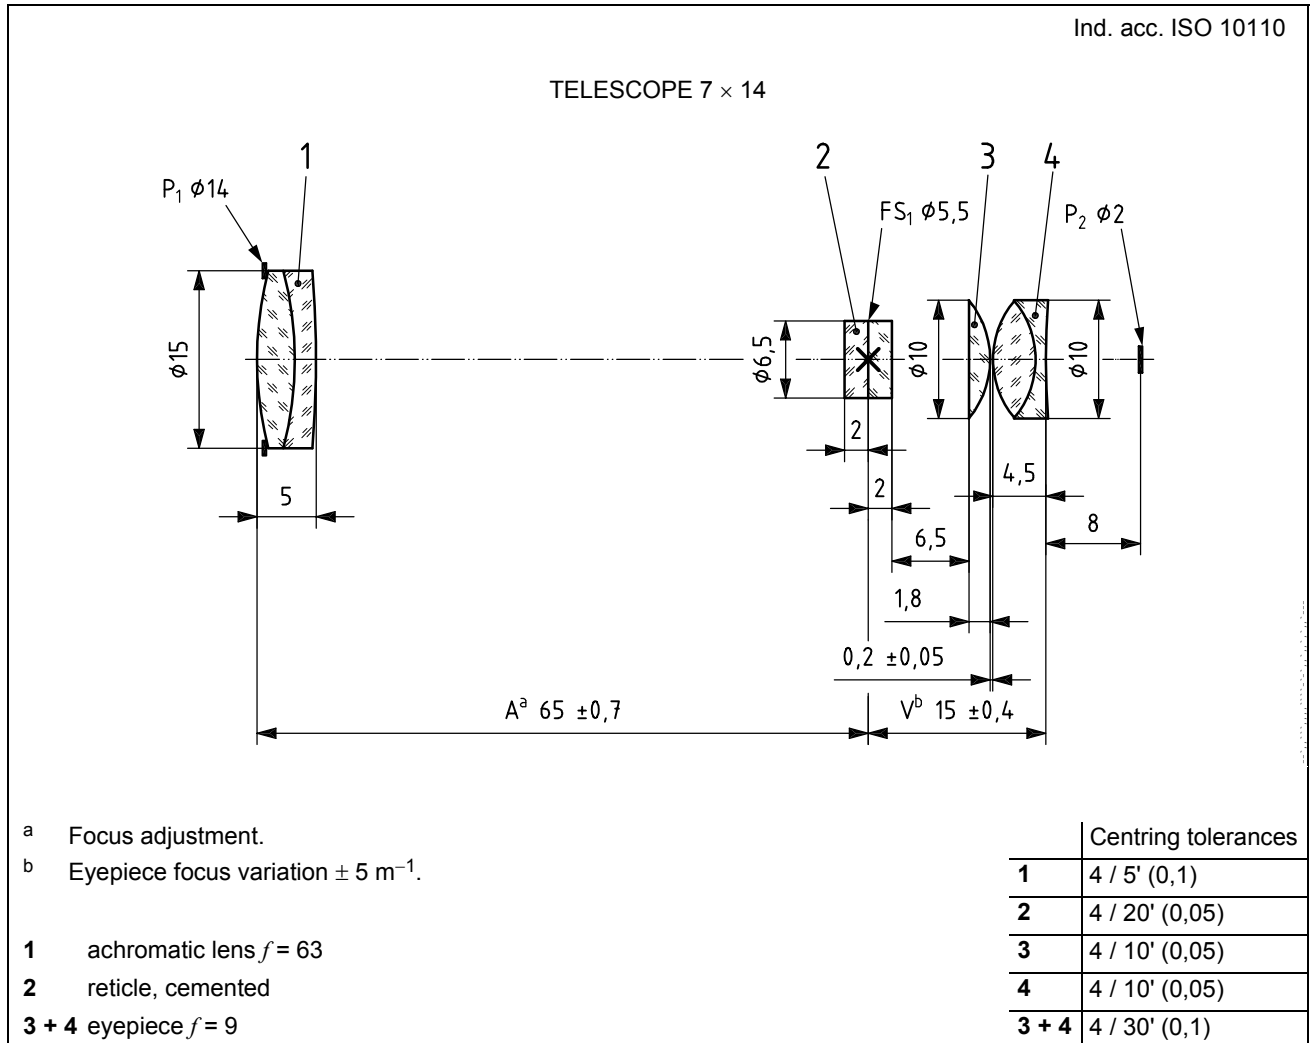 Ind. acc. ISO 10110
TELESCOPE 7 × 14
1
2
3
4
P₁ ϕ14
FS₁ ϕ5,5
P₂ ϕ2
ϕ15
ϕ6,5
ϕ10
ϕ10
2
4,5
5
2
8
6,5
1,8
0,2 ±0,05
Aᵃ 65 ±0,7
Vᵇ 15 ±0,4
ᵃ Focus adjustment.
ᵇ Eyepiece focus variation ± 5 m⁻¹.
1 achromatic lens f = 63
2 reticle, cemented
3 + 4 eyepiece f = 9
Centring tolerances
1 4 / 5' (0,1)
2 4 / 20' (0,05)
3 4 / 10' (0,05)
4 4 / 10' (0,05)
3 + 4 4 / 30' (0,1)